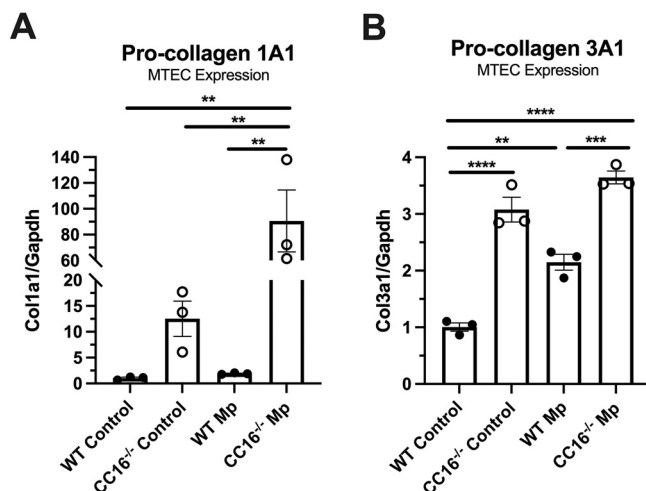 A
Pro-collagen 1A1
MTEC Expression
**
**
**
Col1a1/Gapdh
140
120
100
80
60
20
15
10
5
0
WT Control
CC16-/- Control
WT Mp
CC16-/- Mp
B
Pro-collagen 3A1
MTEC Expression
****
**
***
****
Col3a1/Gapdh
4
3
2
1
0
WT Control
CC16-/- Control
WT Mp
CC16-/- Mp